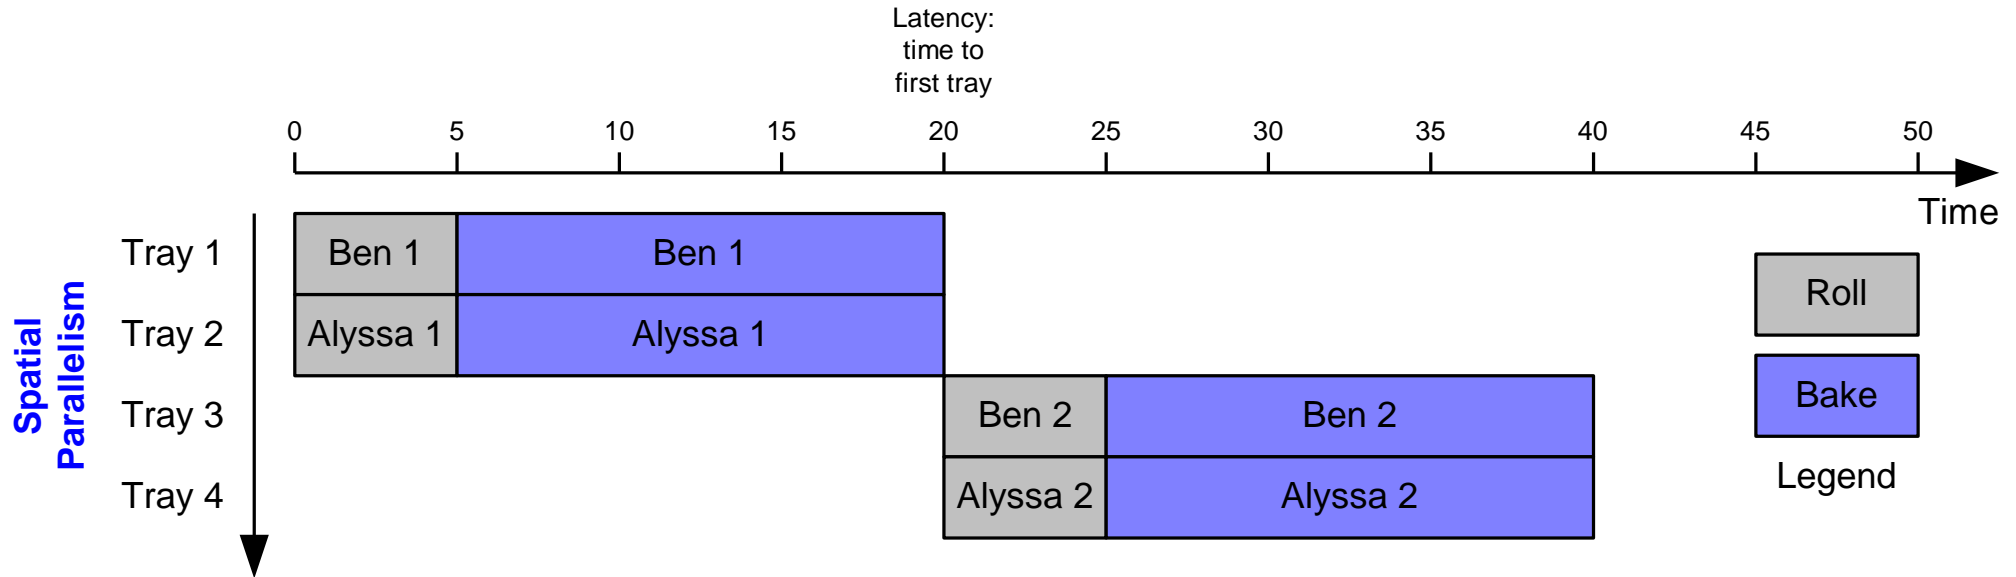 Latency:
time to
first tray
0 5 10 15 20 25 30 35 40 45 50
Time
Spatial
Parallelism
Tray 1 Ben 1 Ben 1
Tray 2 Alyssa 1 Alyssa 1
Tray 3 Ben 2 Ben 2
Tray 4 Alyssa 2 Alyssa 2
Roll
Bake
Legend